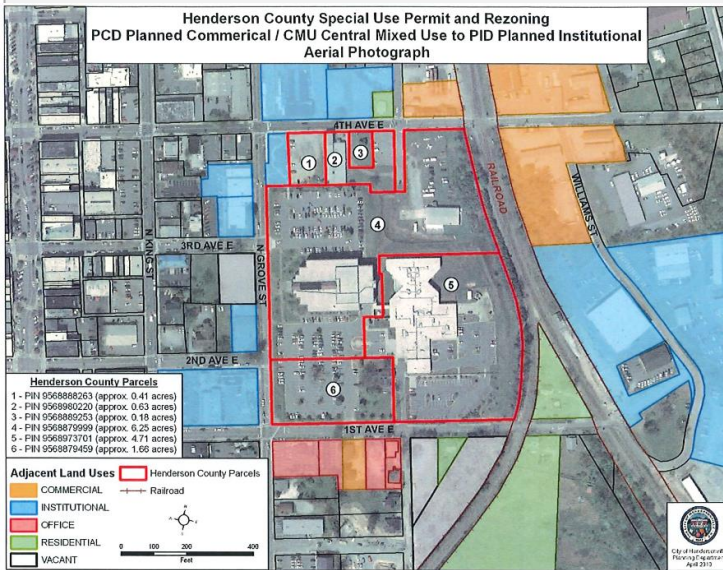 Henderson County Special Use Permit and Rezoning
PCD Planned Commerical / CMU Central Mixed Use to PID Planned Institutional
Aerial Photograph
4TH AVE E
1
2
3
RAILROAD
WILLIAMS ST
4
N KING ST
3RD AVE E
N GROVE ST
5
2ND AVE E
6
1ST AVE E
Henderson County Parcels
1 - PIN 9568888263 (approx. 0.41 acres)
2 - PIN 9568980220 (approx. 0.63 acres)
3 - PIN 9568889253 (approx. 0.18 acres)
4 - PIN 9568879999 (approx. 6.25 acres)
5 - PIN 9568973701 (approx. 4.71 acres)
6 - PIN 9568879459 (approx. 1.66 acres)
Adjacent Land Uses
COMMERCIAL
INSTITUTIONAL
OFFICE
RESIDENTIAL
VACANT
Henderson County Parcels
Railroad
0 100 200 400
Feet
Planning Department
April 2010